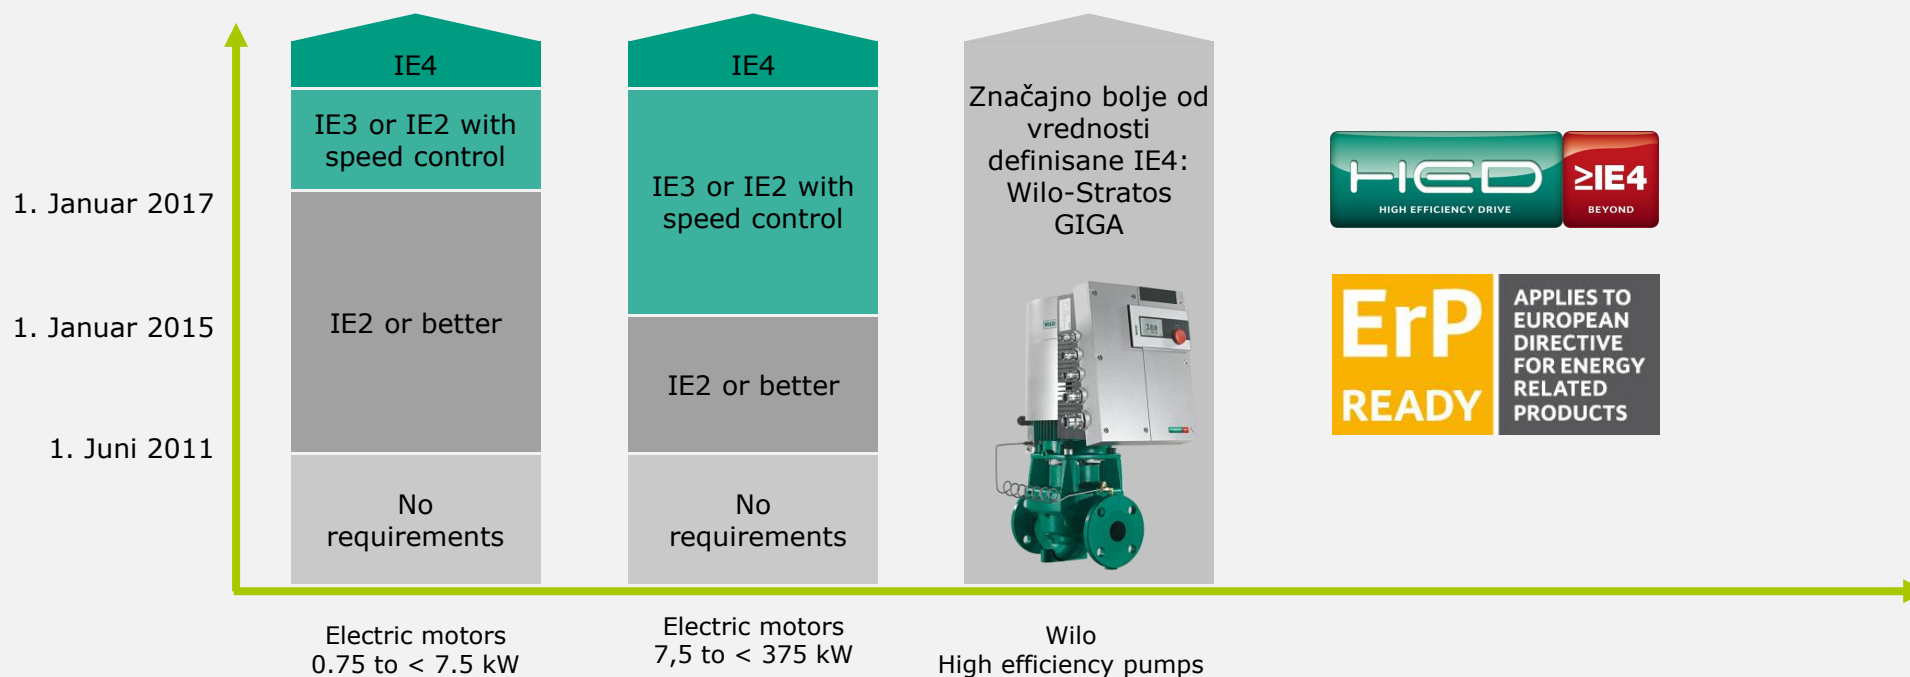 IE4
IE3 or IE2 with
speed control
IE2 or better
No
requirements
IE4
IE3 or IE2 with
speed control
IE2 or better
No
requirements
Značajno bolje od
vrednosti
definisane IE4:
Wilo-Stratos
GIGA
1. Januar 2017
1. Januar 2015
1. Juni 2011
Electric motors
0.75 to < 7.5 kW
Electric motors
7,5 to < 375 kW
Wilo
High efficiency pumps
HED
HIGH EFFICIENCY DRIVE
≥IE4
BEYOND
ErP
READY
APPLIES TO
EUROPEAN
DIRECTIVE
FOR ENERGY
RELATED
PRODUCTS